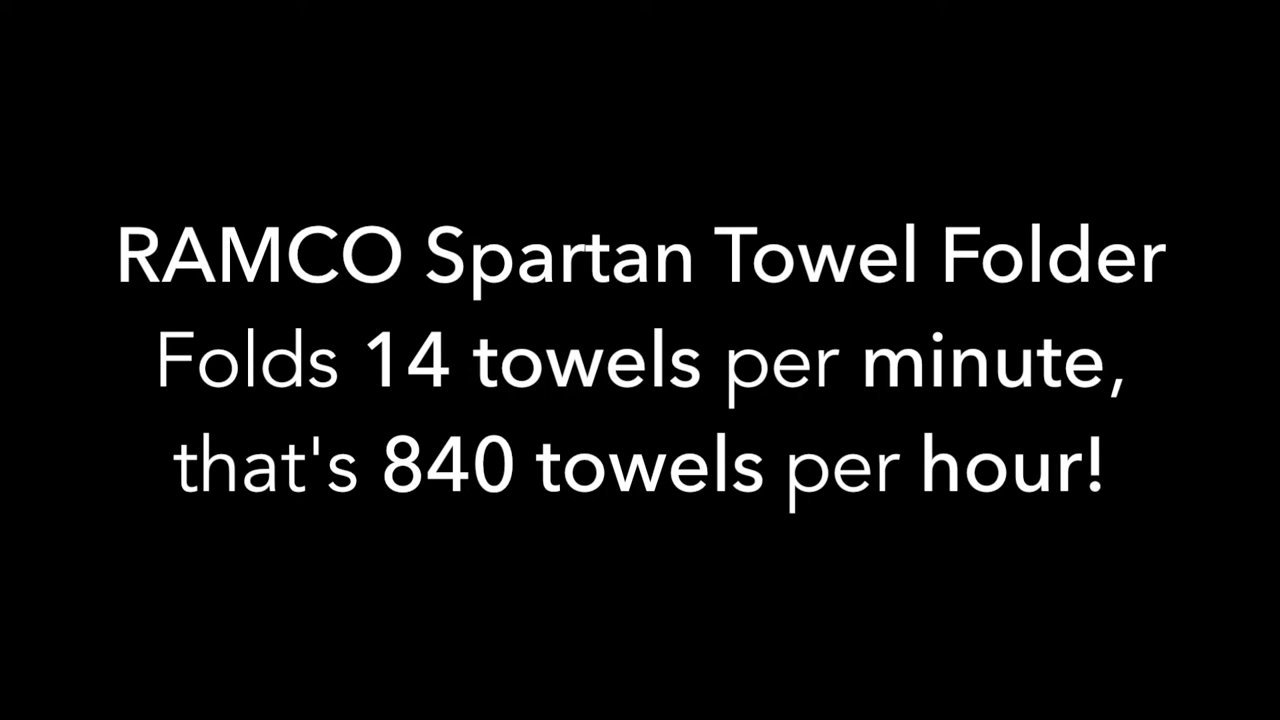 RAMCO Spartan Towel Folder
Folds 14 towels per minute,
that's 840 towels per hour!